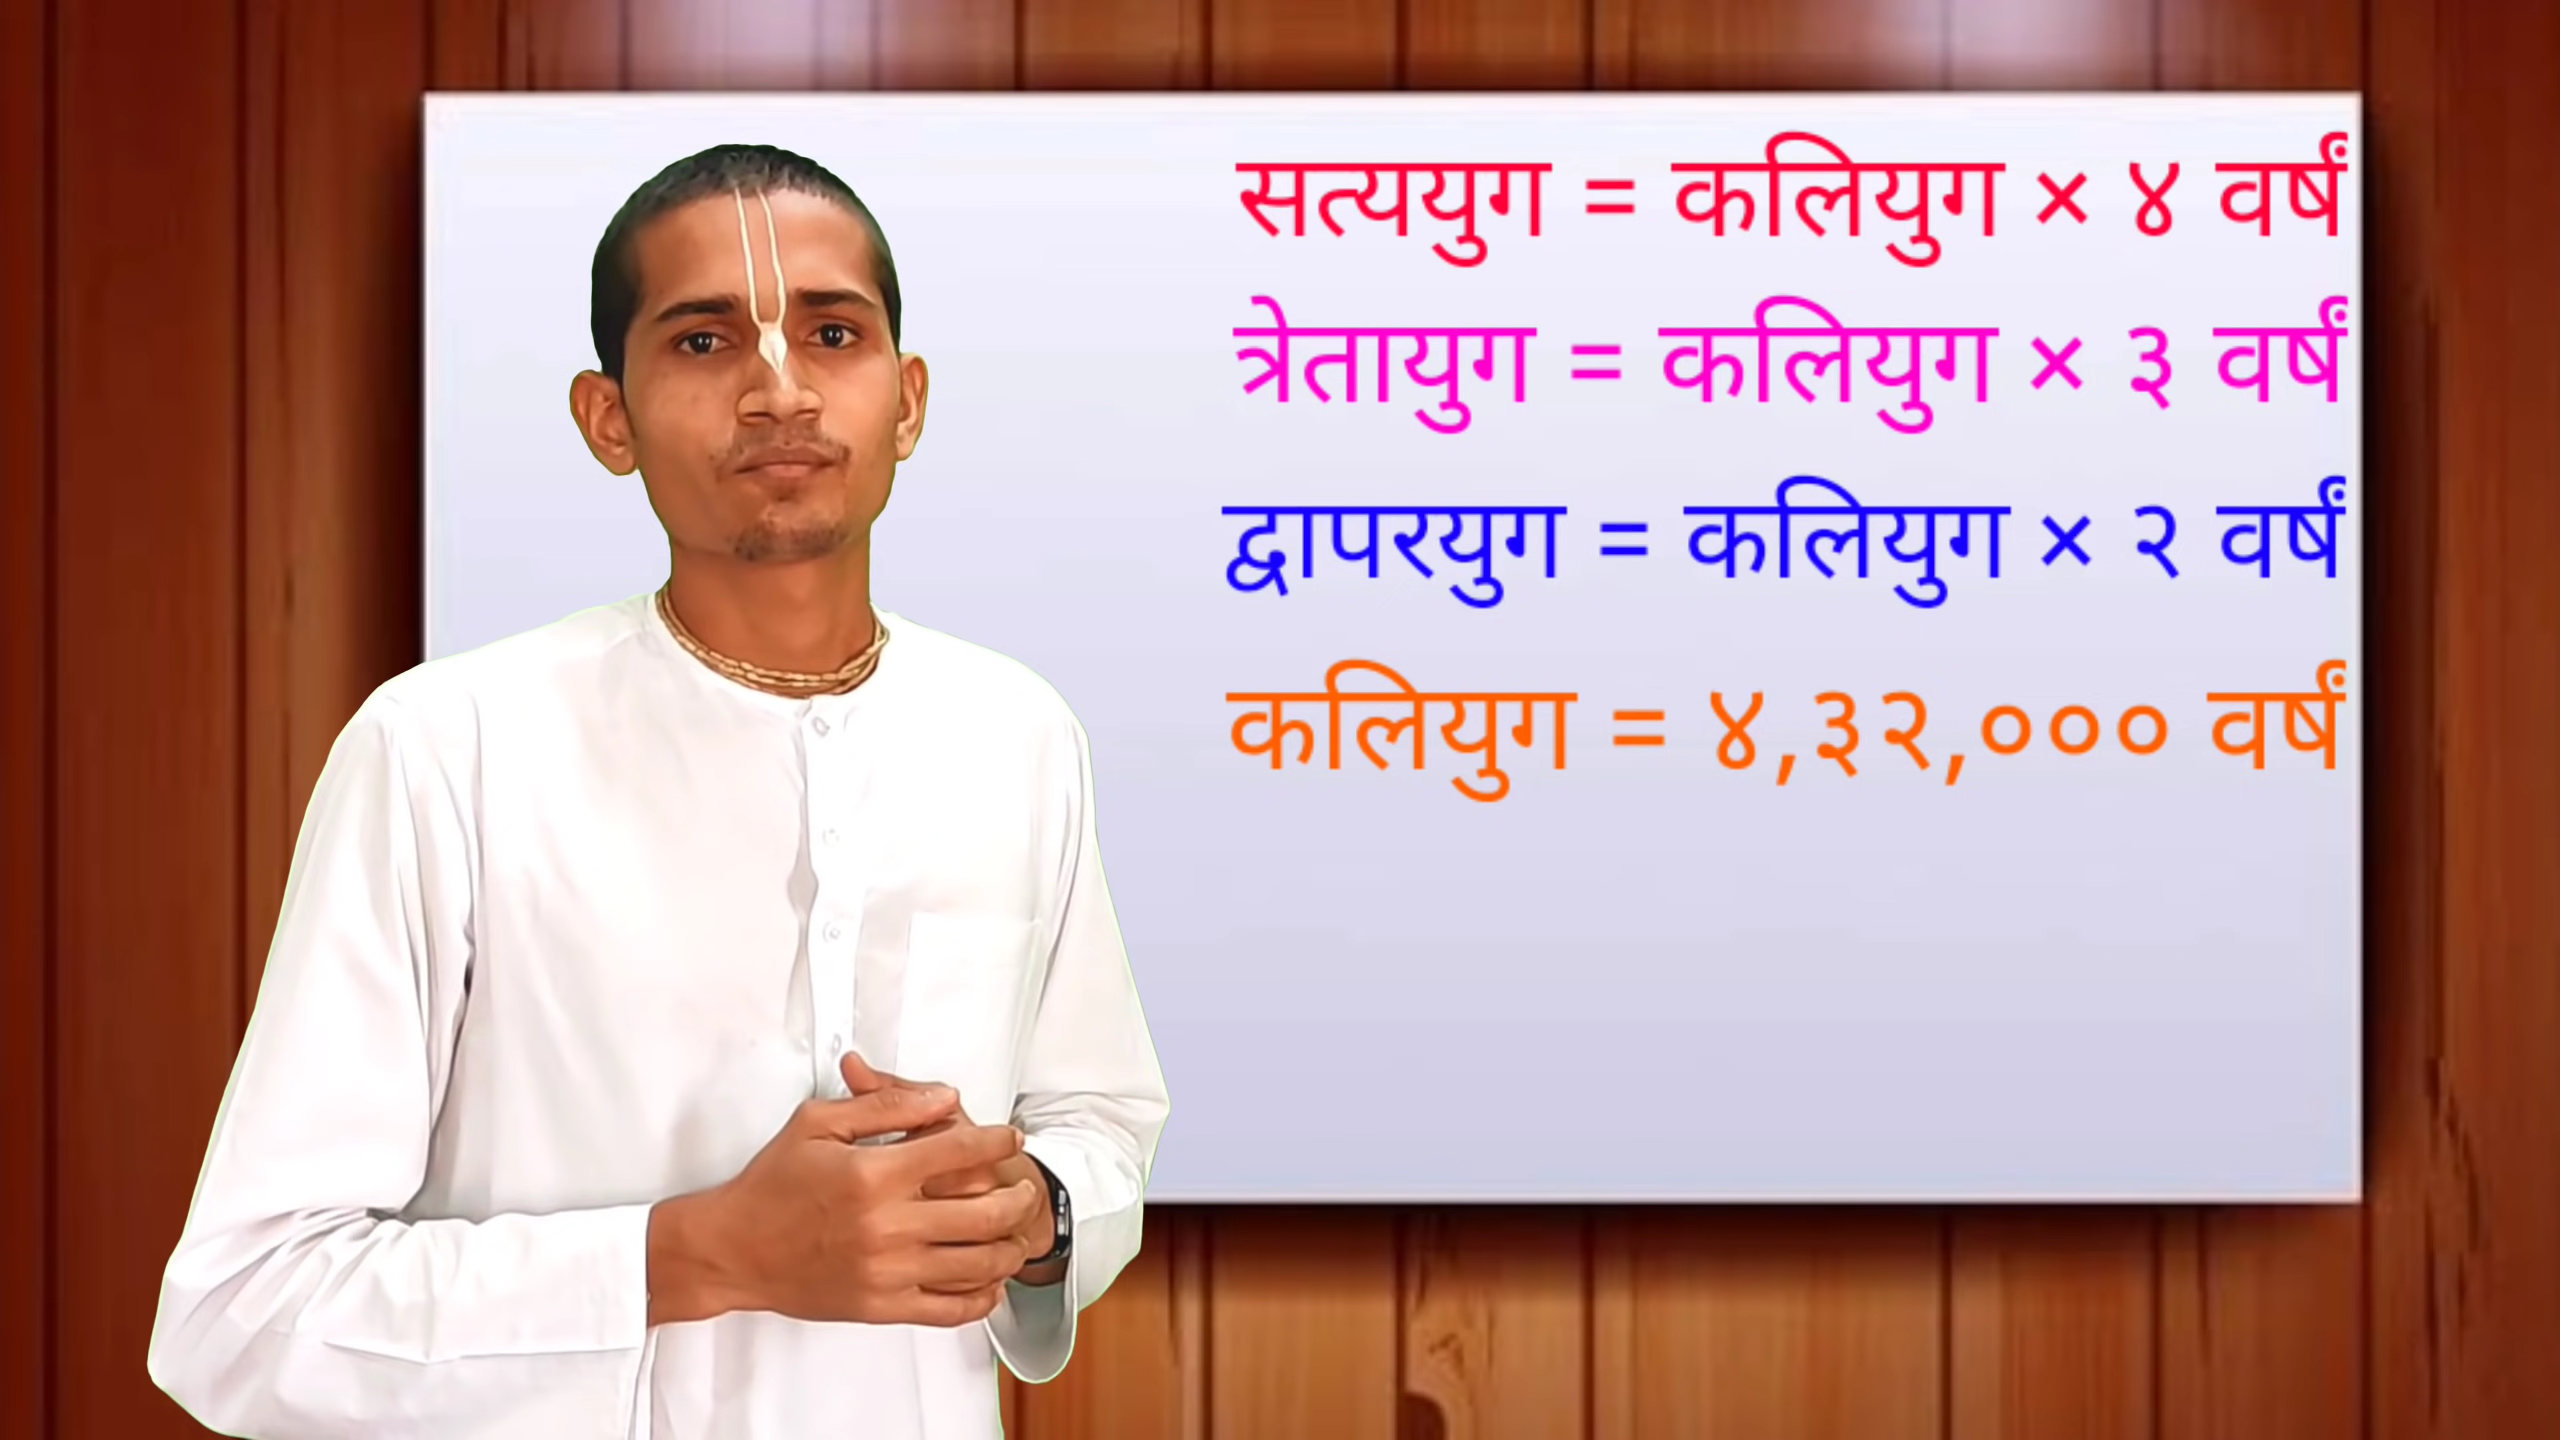 सत्ययुग = कलियुग × ४ वर्षं
त्रेतायुग = कलियुग × ३ वर्षं
द्वापरयुग = कलियुग × २ वर्षं
कलियुग = ४,३२,००० वर्षं